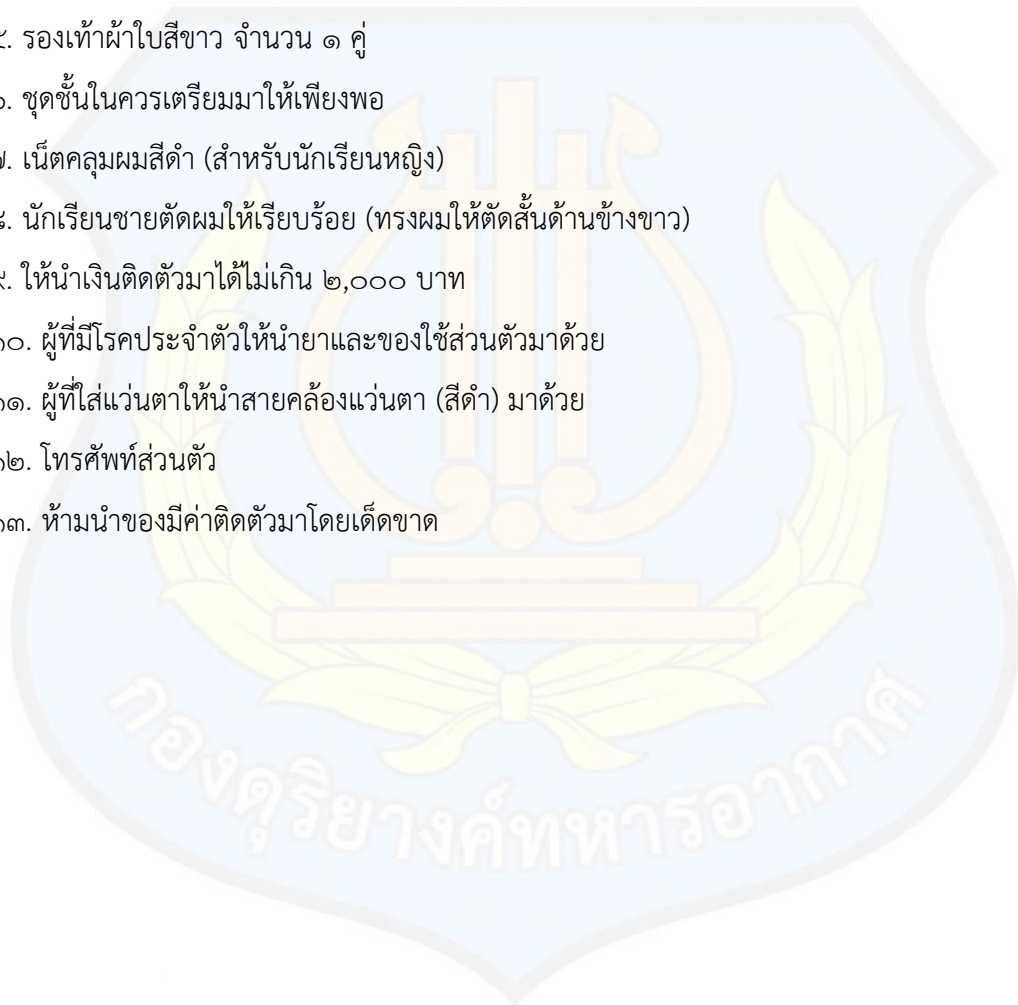 ๕. รองเท้าผ้าใบสีขาว จำนวน ๑ คู่
๖. ชุดชั้นในควรเตรียมมาให้เพียงพอ
๗. เน็ตคลุมผมสีดำ (สำหรับนักเรียนหญิง)
๘. นักเรียนชายตัดผมให้เรียบร้อย (ทรงผมให้ตัดสั้นด้านข้างขาว)
๙. ให้นำเงินติดตัวมาได้ไม่เกิน ๒,๐๐๐ บาท
๑๐. ผู้ที่มีโรคประจำตัวให้นำยาและของใช้ส่วนตัวมาด้วย
๑๑. ผู้ที่ใส่แว่นตาให้นำสายคล้องแว่นตา (สีดำ) มาด้วย
๑๒. โทรศัพท์ส่วนตัว
๑๓. ห้ามนำของมีค่าติดตัวมาโดยเด็ดขาด
กองดุริยางค์ทหารอากาศ